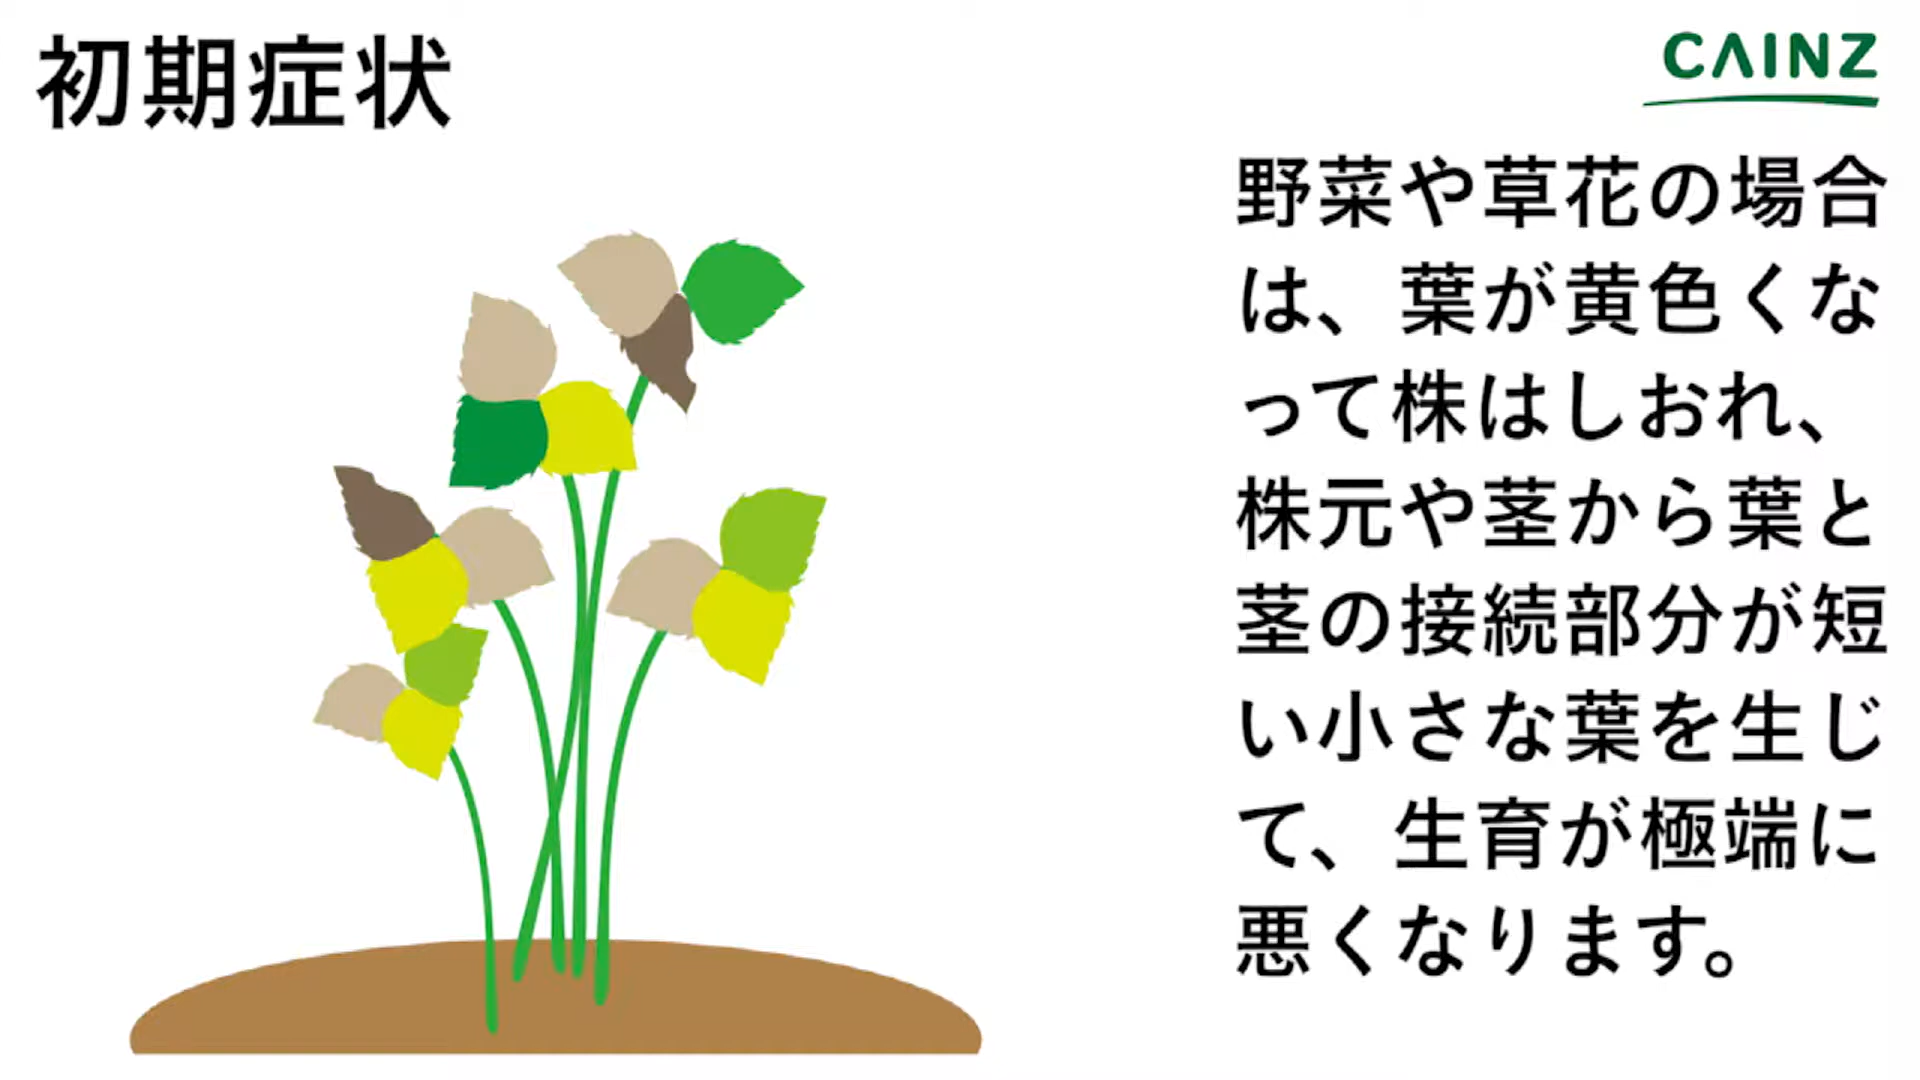 初期症状
CAINZ
野菜や草花の場合
は、葉が黄色くな
って株はしおれ、
株元や茎から葉と
茎の接続部分が短
い小さな葉を生じ
て、生育が極端に
悪くなります。